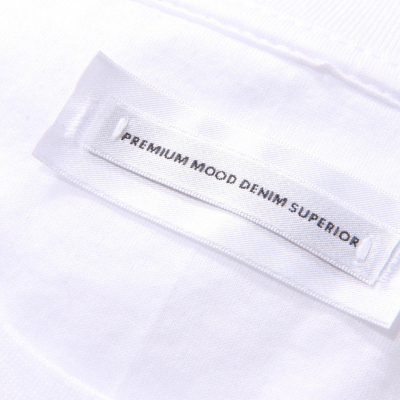 PREMIUM MOOD DENIM SUPERIOR